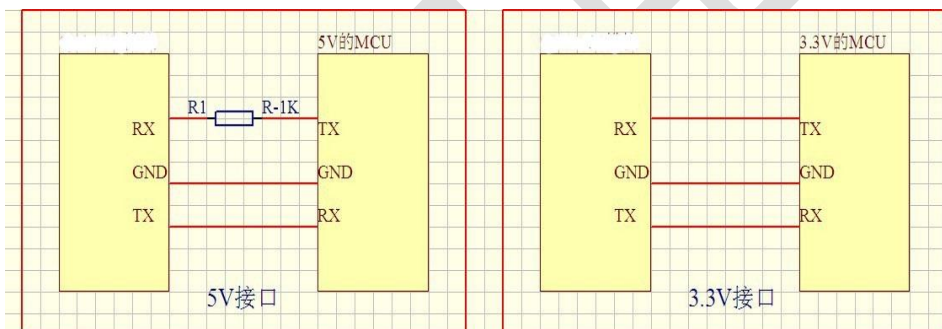 5V的MCU
R1 R-1K
RX TX
GND GND
TX RX
5V接口
3.3V的MCU
RX TX
GND GND
TX RX
3.3V接口